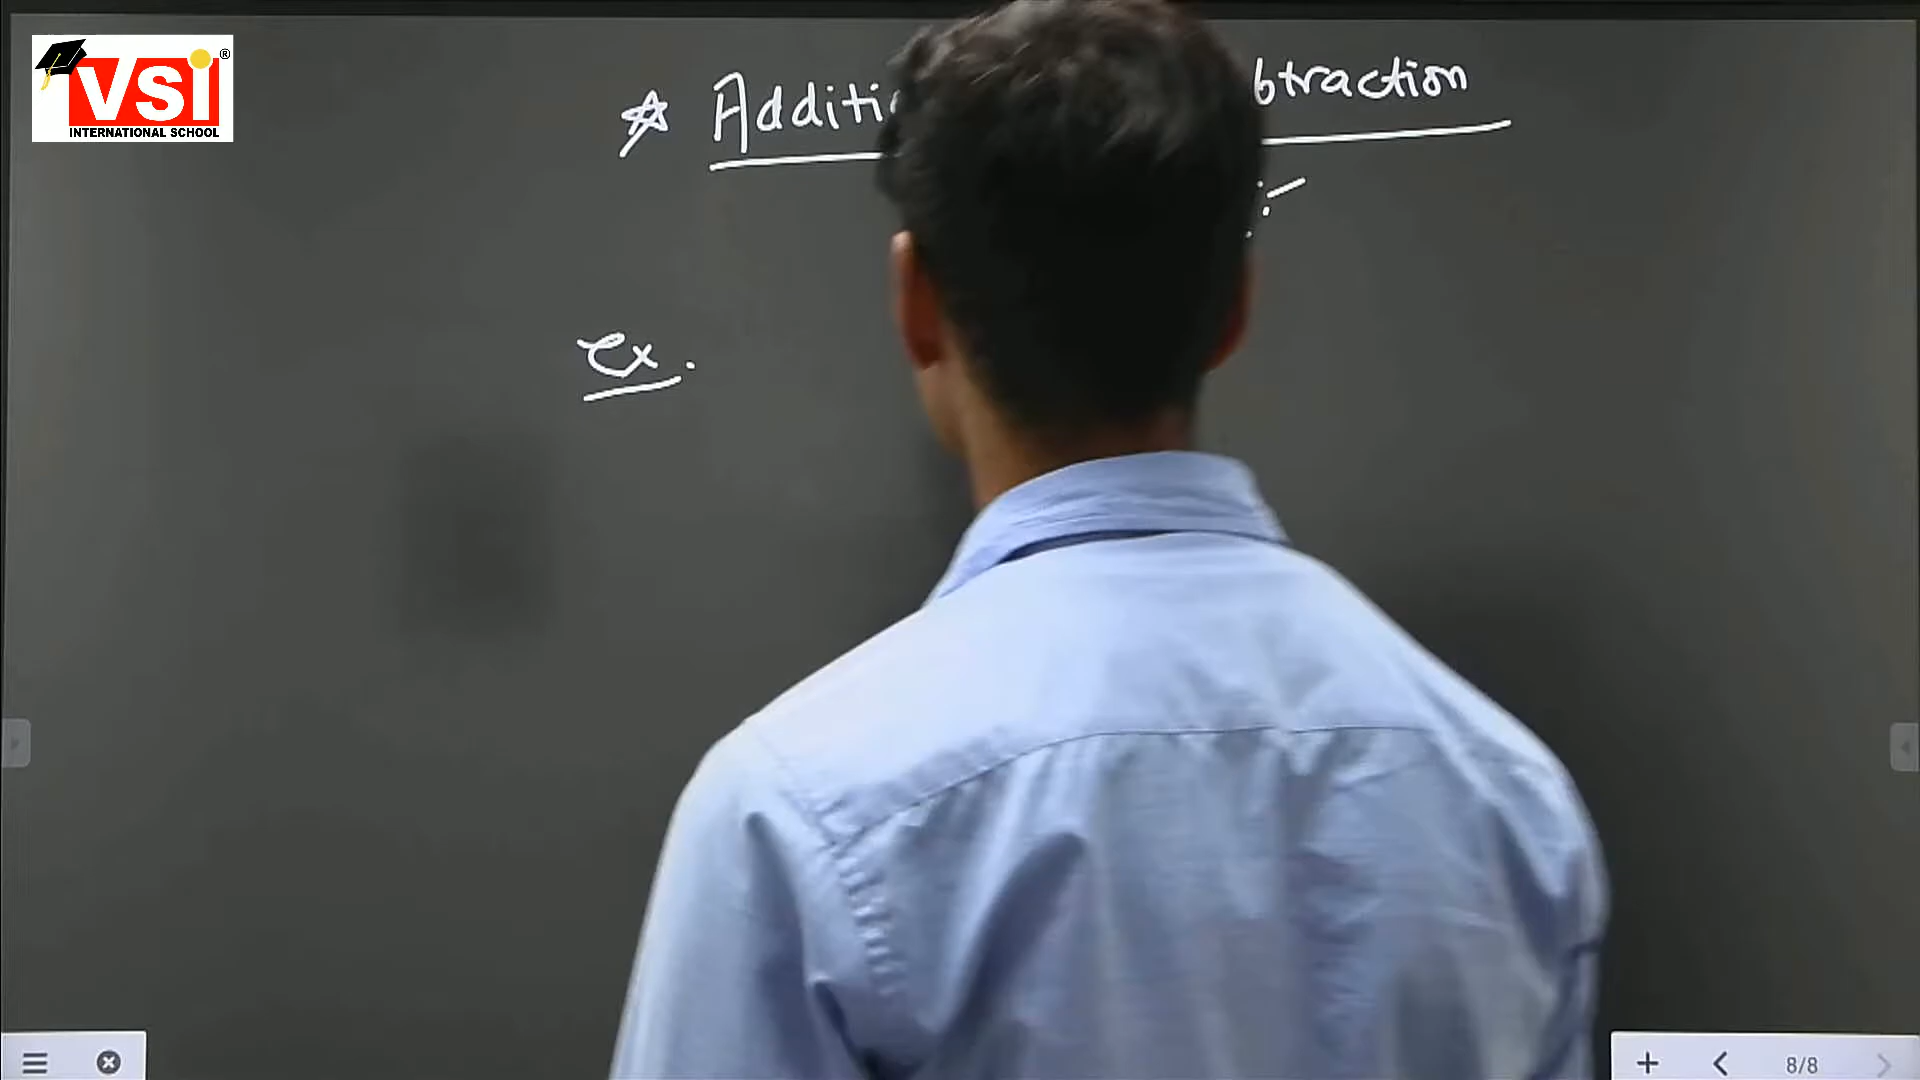 VSI ®
INTERNATIONAL SCHOOL
☆ Additi btraction
:-
ex.
8/8